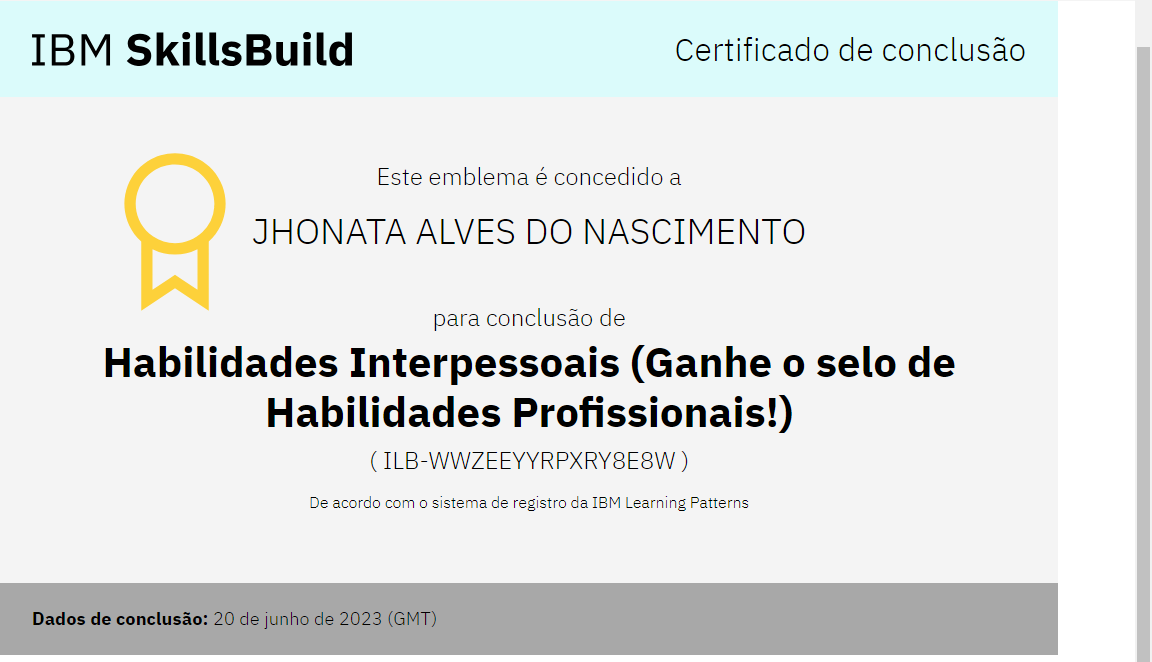 IBM SkillsBuild
Certificado de conclusão
Este emblema é concedido a
JHONATA ALVES DO NASCIMENTO
para conclusão de
Habilidades Interpessoais (Ganhe o selo de
Habilidades Profissionais!)
( ILB-WWZEEYYRPXRY8E8W )
De acordo com o sistema de registro da IBM Learning Patterns
Dados de conclusão: 20 de junho de 2023 (GMT)